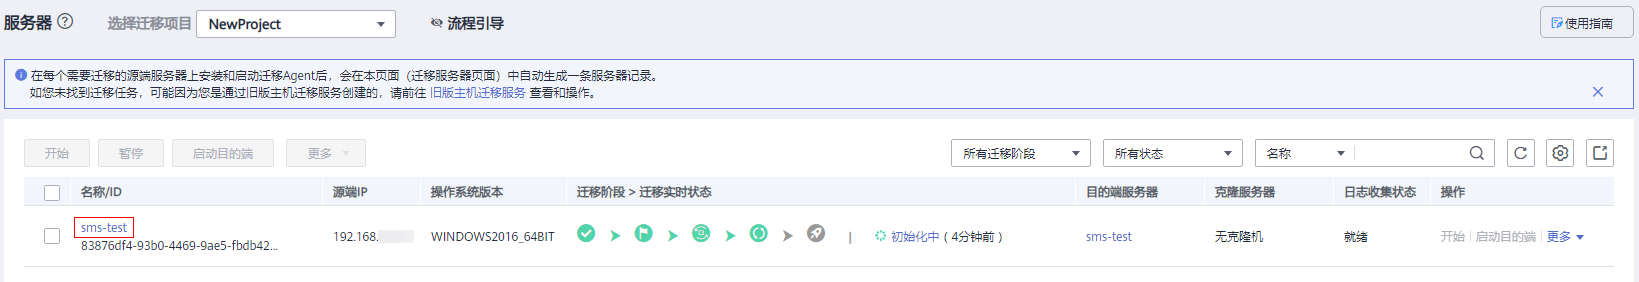 服务器 选择迁移项目 NewProject 流程引导 使用指南
在每个需要迁移的源端服务器上安装和启动迁移Agent后，会在本页面（迁移服务器页面）中自动生成一条服务器记录。
如您未找到迁移任务，可能因为您是通过旧版主机迁移服务创建的，请前往 旧版主机迁移服务 查看和操作。
开始 暂停 启动目的端 更多 所有迁移阶段 所有状态 名称
名称/ID 源端IP 操作系统版本 迁移阶段 > 迁移实时状态 目的端服务器 克隆服务器 日志收集状态 操作
sms-test
83876df4-93b0-4469-9ae5-fbdb42... 192.168. WINDOWS2016_64BIT | 初始化中（4分钟前） sms-test 无克隆机 就绪 开始 | 启动目的端 | 更多